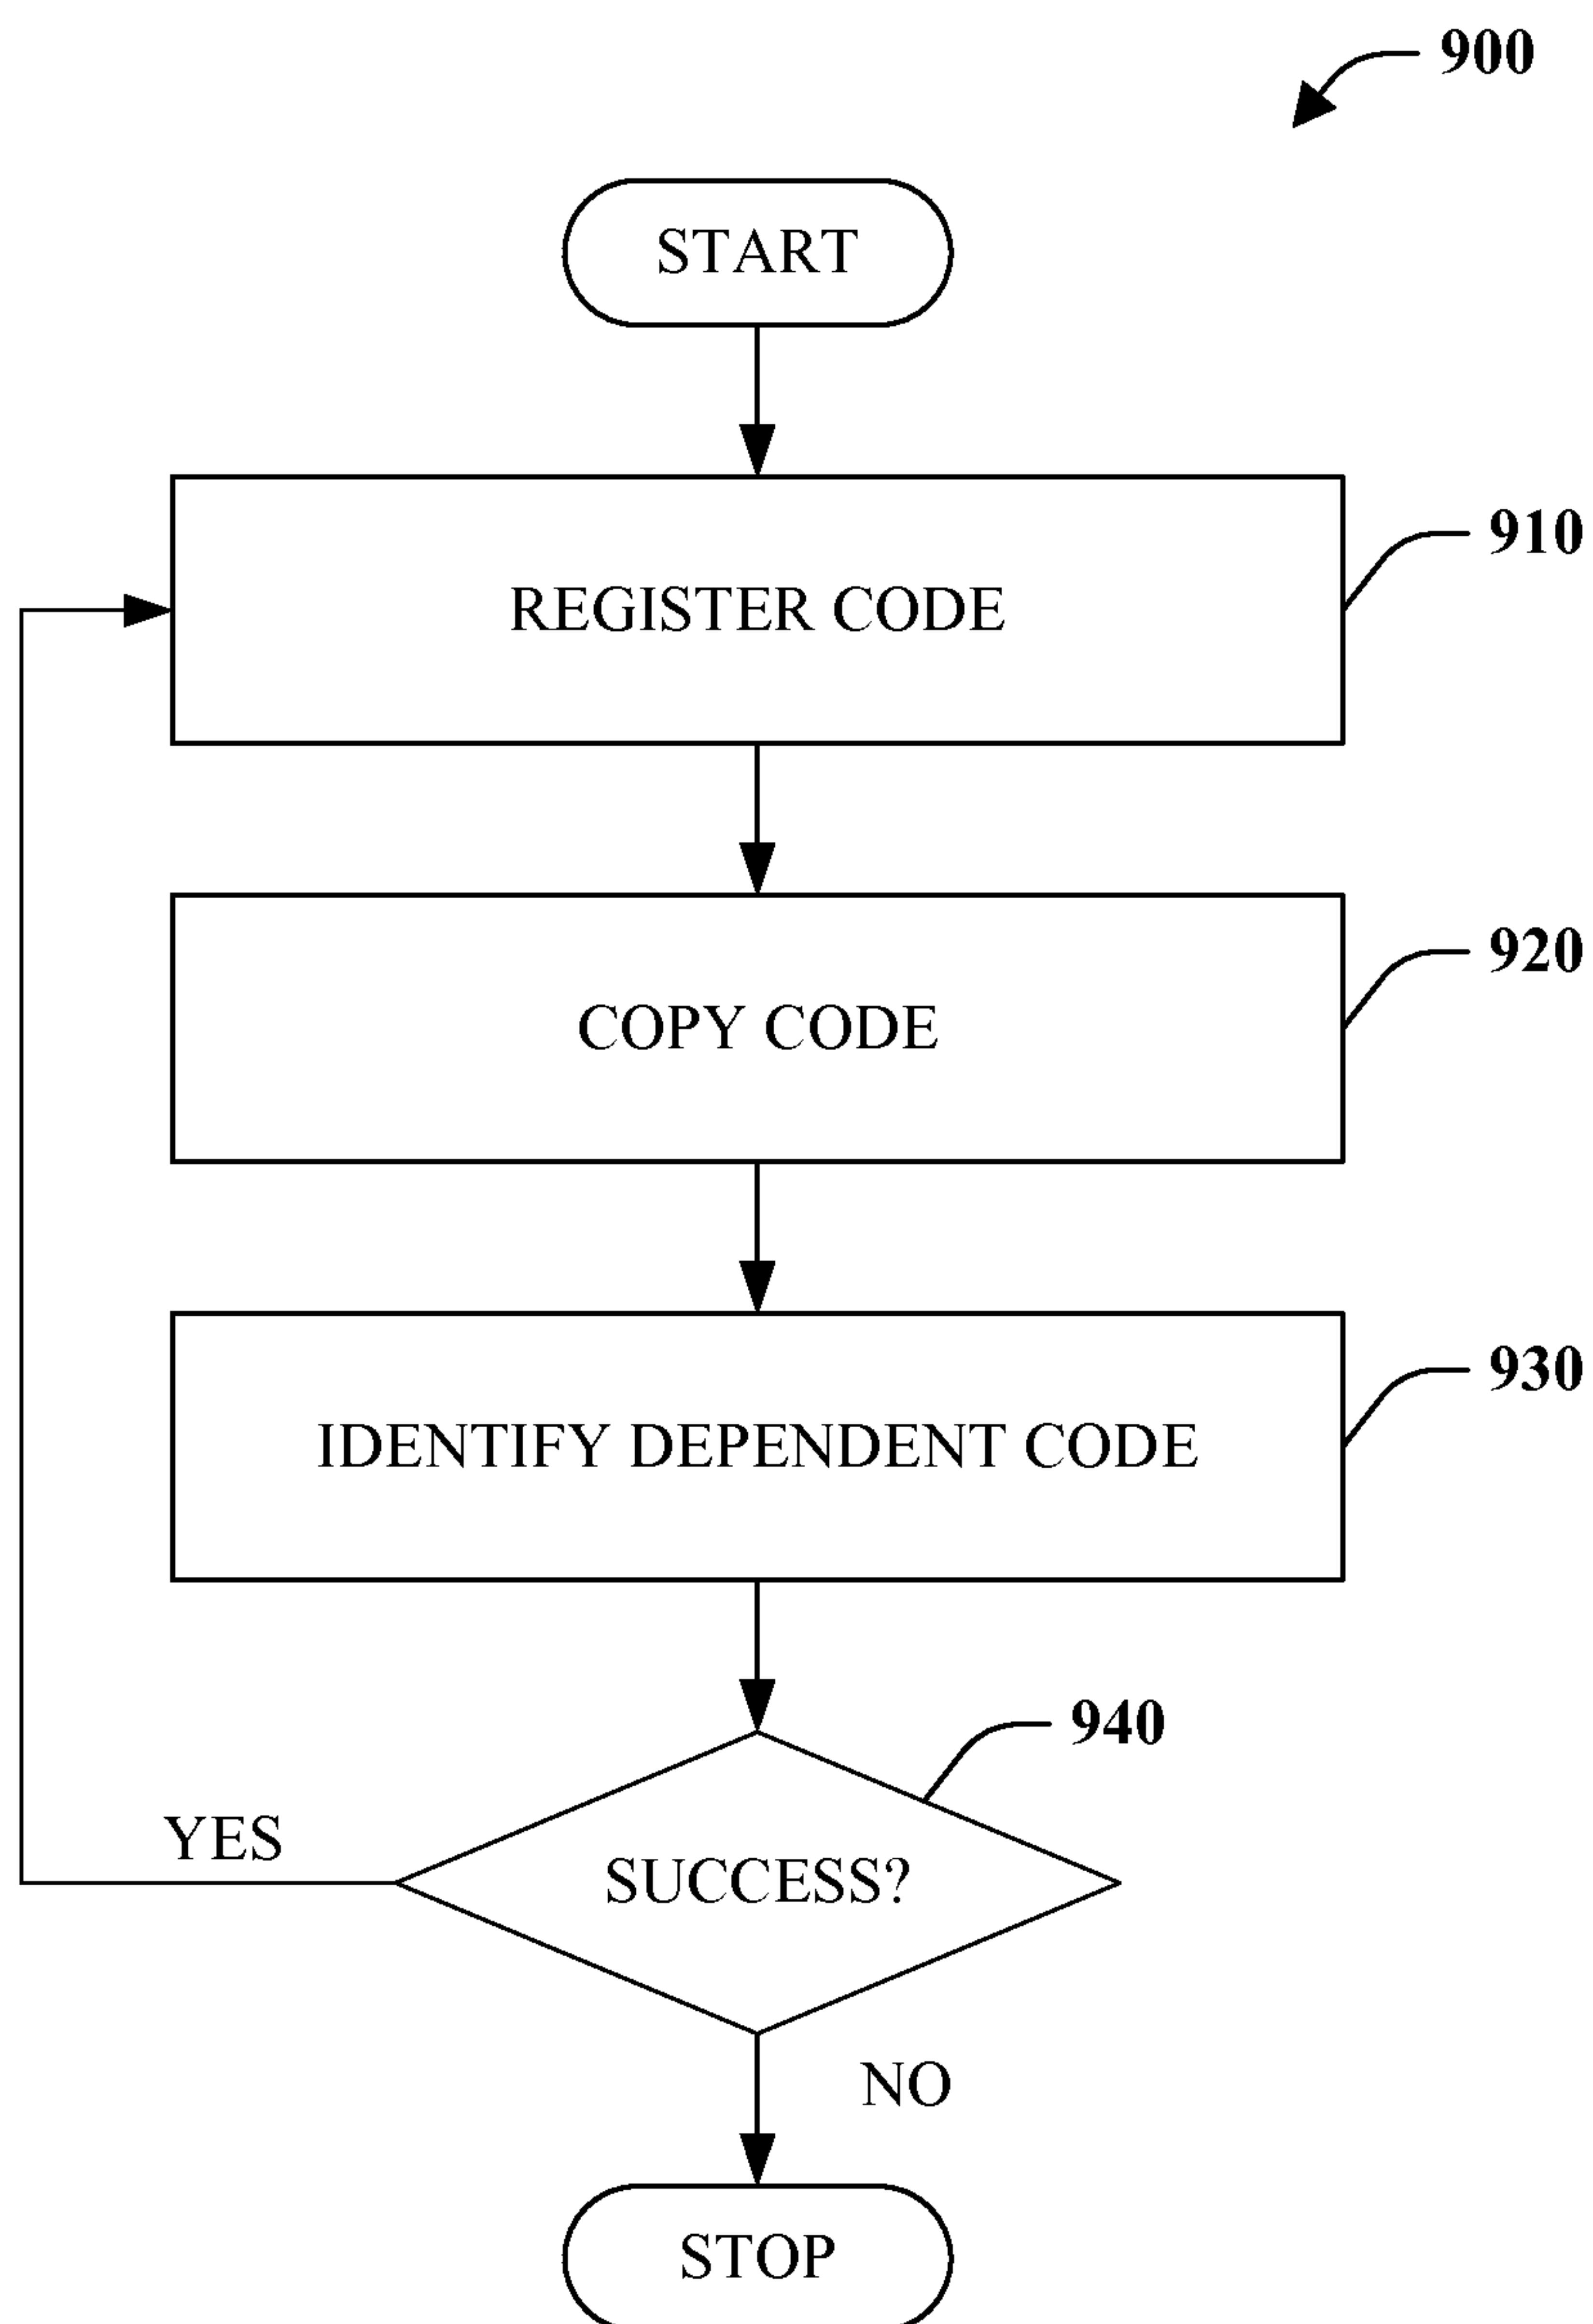 900
START
REGISTER CODE
910
COPY CODE
920
IDENTIFY DEPENDENT CODE
930
940
SUCCESS?
YES
NO
STOP